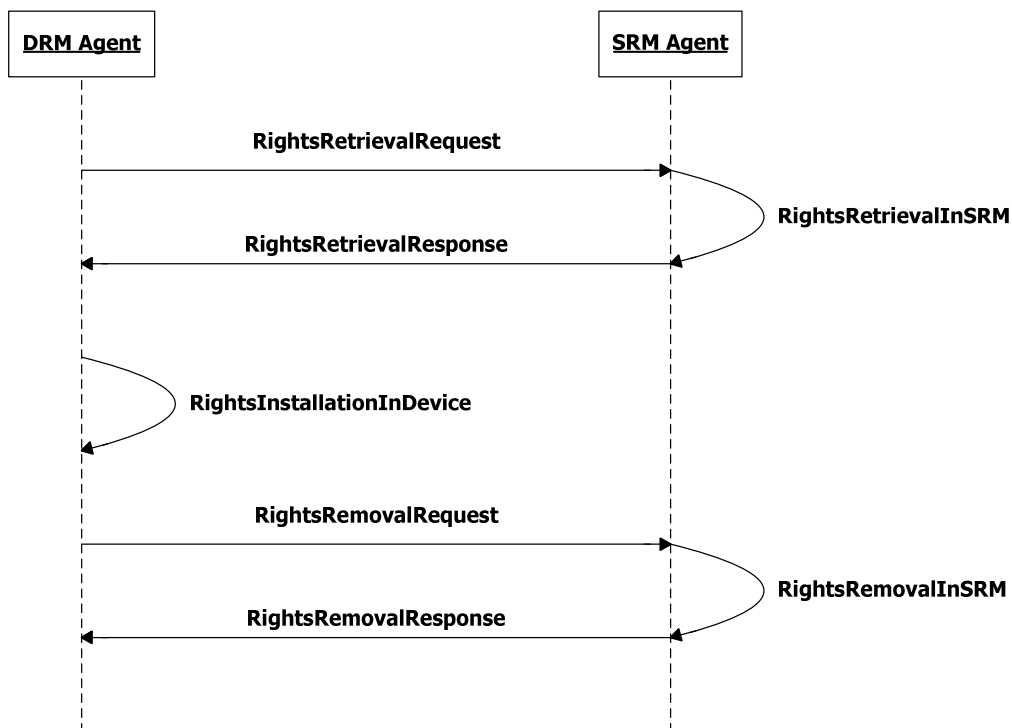 DRM Agent
SRM Agent
RightsRetrievalRequest
RightsRetrievalInSRM
RightsRetrievalResponse
RightsInstallationInDevice
RightsRemovalRequest
RightsRemovalInSRM
RightsRemovalResponse